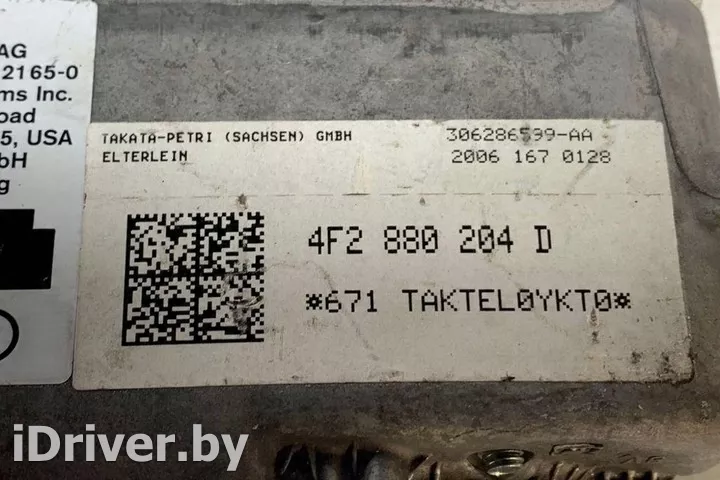 AG
2165-0
ms Inc.
oad
5, USA
bH
g
TAKATA-PETRI (SACHSEN) GMBH
ELTERLEIN
306286599-AA
2006 167 0128
4F2 880 204 D
*671 TAKTEL0YKT0*
iDriver.by